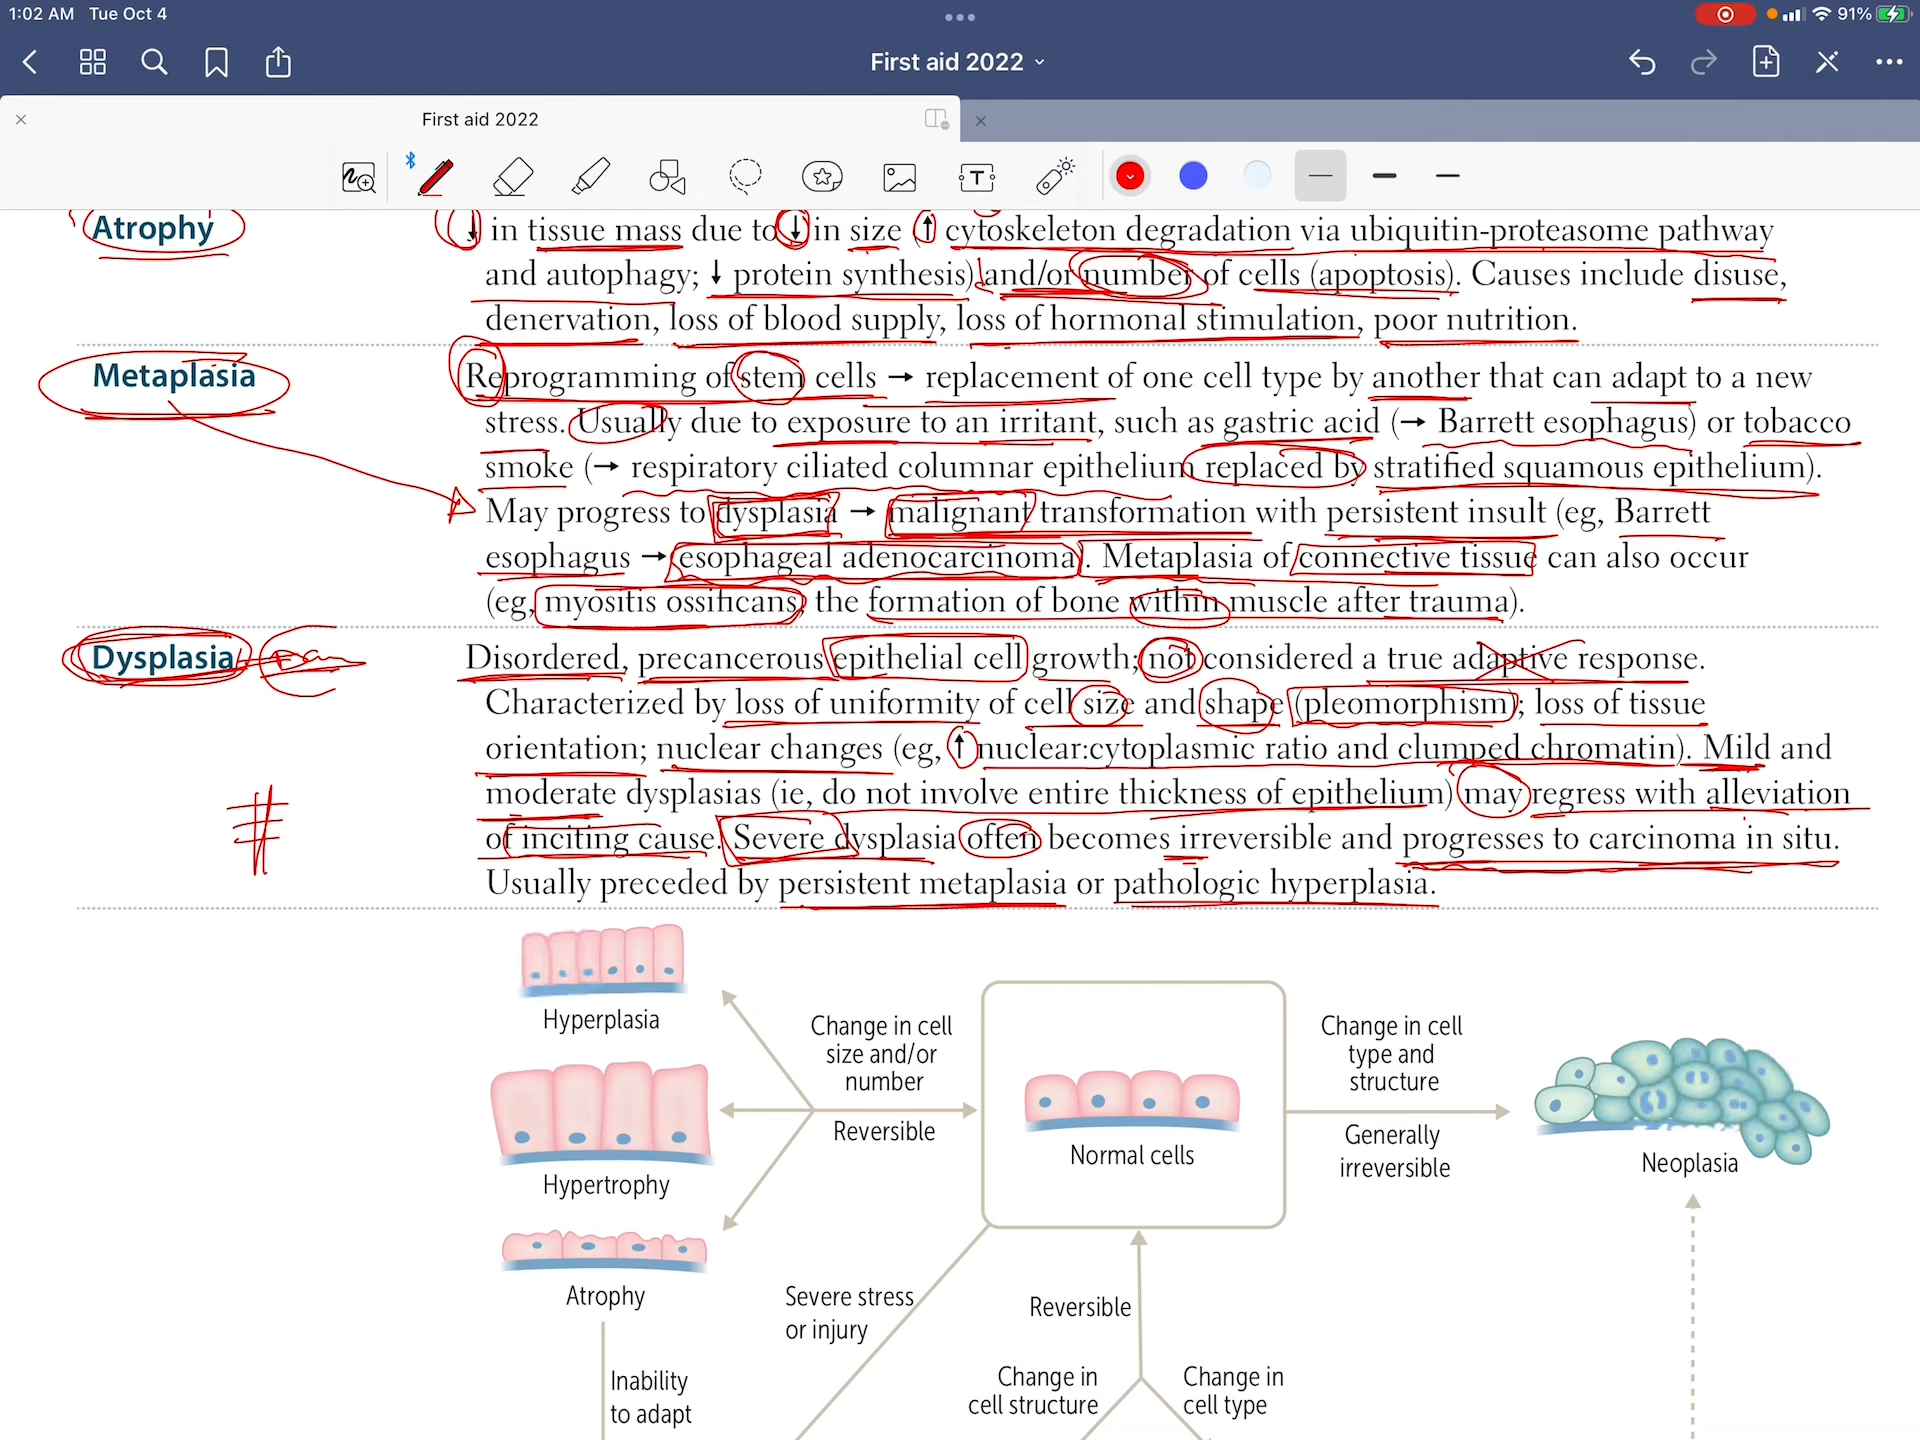 1:02 AM Tue Oct 4
91%
First aid 2022
First aid 2022
T
Atrophy
↓ in tissue mass due to ↓ in size (↑ cytoskeleton degradation via ubiquitin-proteasome pathway
and autophagy; ↓ protein synthesis) and/or number of cells (apoptosis). Causes include disuse,
denervation, loss of blood supply, loss of hormonal stimulation, poor nutrition.
Metaplasia
Reprogramming of stem cells → replacement of one cell type by another that can adapt to a new
stress. Usually due to exposure to an irritant, such as gastric acid (→ Barrett esophagus) or tobacco
smoke (→ respiratory ciliated columnar epithelium replaced by stratified squamous epithelium).
May progress to dysplasia → malignant transformation with persistent insult (eg, Barrett
esophagus → esophageal adenocarcinoma). Metaplasia of connective tissue can also occur
(eg, myositis ossificans, the formation of bone within muscle after trauma).
Dysplasia
Disordered, precancerous epithelial cell growth; not considered a true adaptive response.
Characterized by loss of uniformity of cell size and shape (pleomorphism); loss of tissue
orientation; nuclear changes (eg, ↑ nuclear:cytoplasmic ratio and clumped chromatin). Mild and
moderate dysplasias (ie, do not involve entire thickness of epithelium) may regress with alleviation
of inciting cause. Severe dysplasia often becomes irreversible and progresses to carcinoma in situ.
Usually preceded by persistent metaplasia or pathologic hyperplasia.
#
Hyperplasia
Change in cell
size and/or
number
Reversible
Hypertrophy
Atrophy
Normal cells
Change in cell
type and
structure
Generally
irreversible
Neoplasia
Severe stress
or injury
Reversible
Inability
to adapt
Change in
cell structure
Change in
cell type